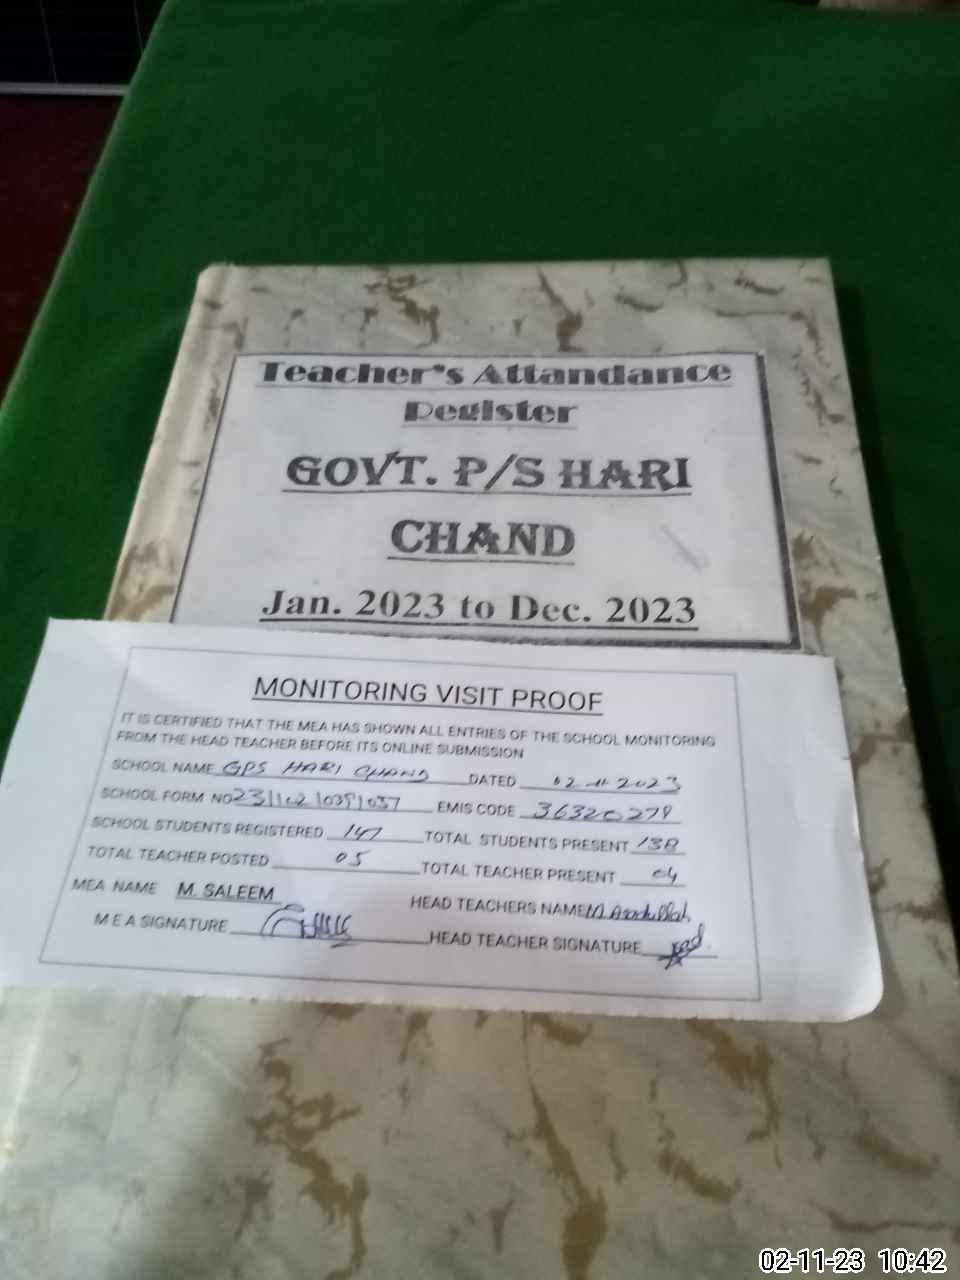 Teacher's Attandance
Register
GOVT. P/S HARI
CHAND
Jan. 2023 to Dec. 2023
MONITORING VISIT PROOF
IT IS CERTIFIED THAT THE MEA HAS SHOWN ALL ENTRIES OF THE SCHOOL MONITORING
FROM THE HEAD TEACHER BEFORE ITS ONLINE SUBMISSION
SCHOOL NAME GPS HARI CHAND DATED 02-11-2023
SCHOOL FORM NO EMIS CODE 36320278
SCHOOL STUDENTS REGISTERED 147 TOTAL STUDENTS PRESENT 138
TOTAL TEACHER POSTED 05 TOTAL TEACHER PRESENT 04
MEA NAME M. SALEEM HEAD TEACHERS NAME M. Asadullah
M E A SIGNATURE HEAD TEACHER SIGNATURE
02-11-23 10:42